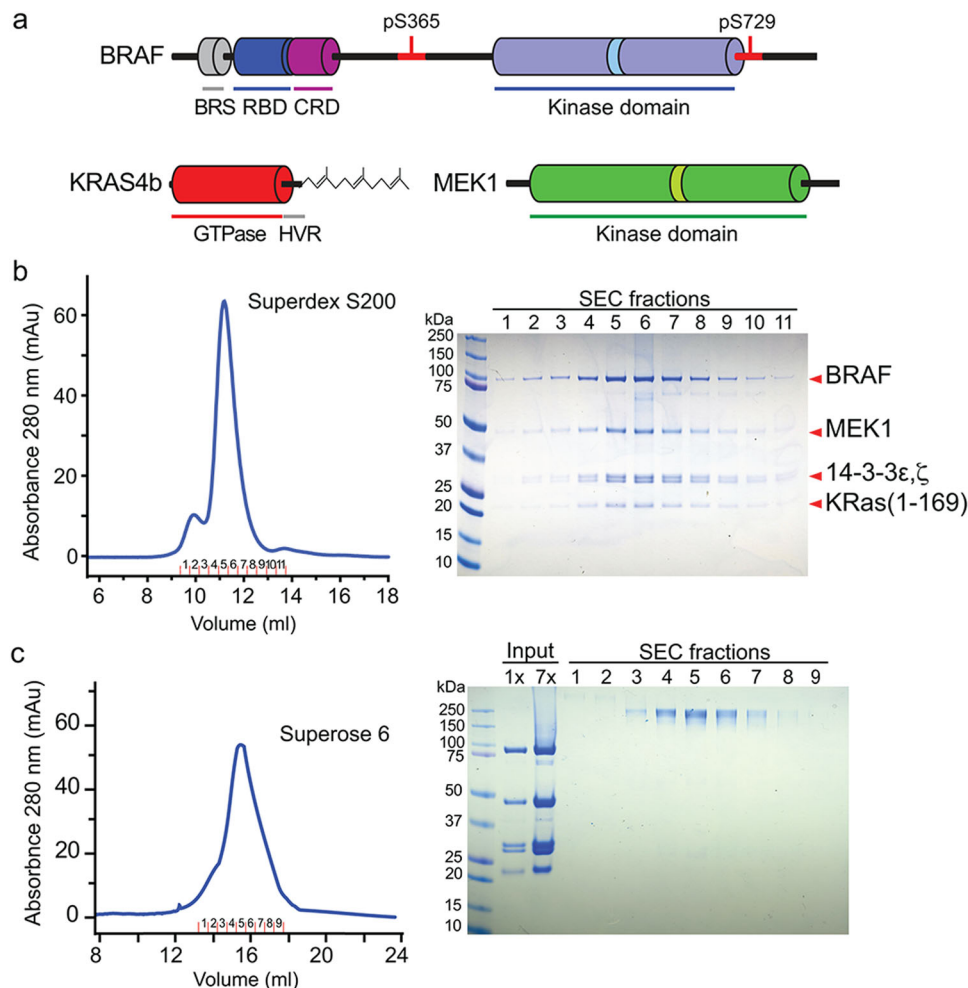 a
pS365 pS729
BRAF
BRS RBD CRD Kinase domain
KRAS4b MEK1
GTPase HVR Kinase domain
b
Superdex S200
Absorbance 280 nm (mAu)
60
40
20
0
1 2 3 4 5 6 7 8 9 10 11
6 8 10 12 14 16 18
Volume (ml)
SEC fractions
kDa 1 2 3 4 5 6 7 8 9 10 11
250
150
100
75
50
37
25
20
15
10
BRAF
MEK1
14-3-3ε,ζ
KRas(1-169)
c
Superose 6
Absorbnce 280 nm (mAu)
60
40
20
0
1 2 3 4 5 6 7 8 9
8 12 16 20 24
Volume (ml)
Input SEC fractions
kDa 1x 7x 1 2 3 4 5 6 7 8 9
250
150
100
75
50
37
25
20
15
10